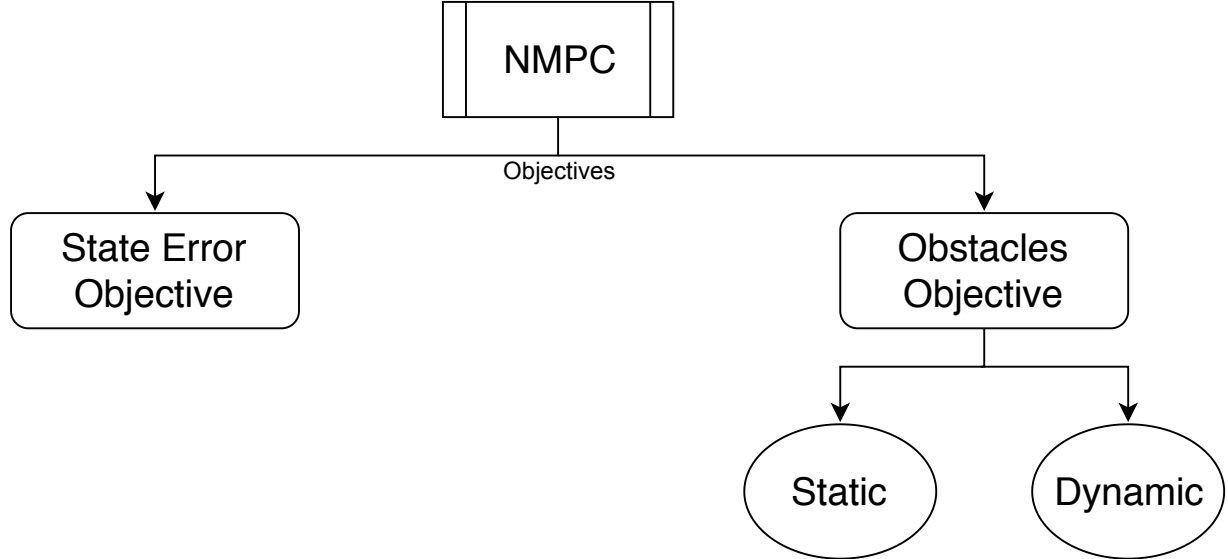 NMPC
Objectives
State Error
Objective
Obstacles
Objective
Static
Dynamic